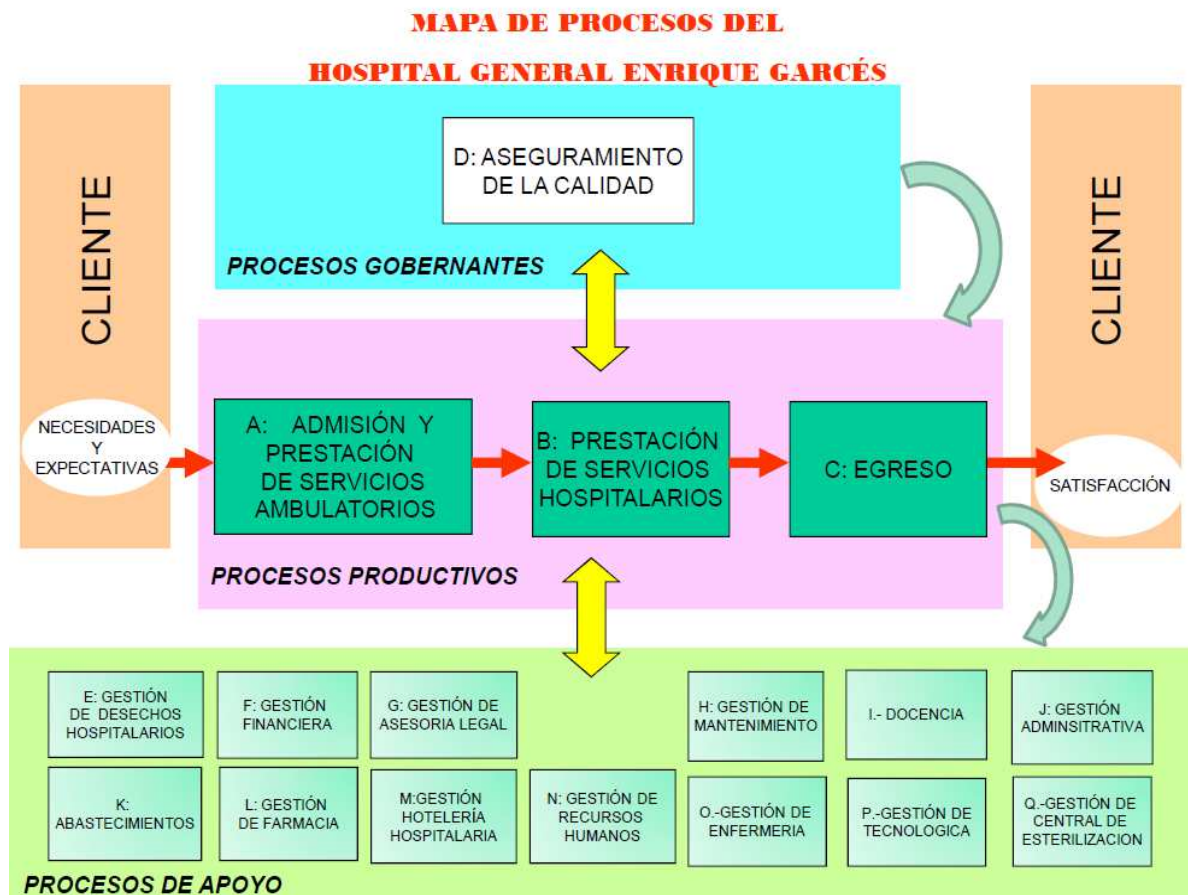 MAPA DE PROCESOS DEL
HOSPITAL GENERAL ENRIQUE GARCÉS
CLIENTE
D: ASEGURAMIENTO
DE LA CALIDAD
PROCESOS GOBERNANTES
CLIENTE
NECESIDADES
Y
EXPECTATIVAS
A: ADMISIÓN Y
PRESTACIÓN
DE SERVICIOS
AMBULATORIOS
B: PRESTACIÓN
DE SERVICIOS
HOSPITALARIOS
C: EGRESO
SATISFACCIÓN
PROCESOS PRODUCTIVOS
E: GESTIÓN
DE DESECHOS
HOSPITALARIOS
F: GESTIÓN
FINANCIERA
G: GESTIÓN DE
ASESORIA LEGAL
H: GESTIÓN DE
MANTENIMIENTO
I.- DOCENCIA
J: GESTIÓN
ADMINSITRATIVA
K:
ABASTECIMIENTOS
L: GESTIÓN
DE FARMACIA
M:GESTIÓN
HOTELERÍA
HOSPITALARIA
N: GESTIÓN DE
RECURSOS
HUMANOS
O.-GESTIÓN DE
ENFERMERIA
P.-GESTIÓN DE
TECNOLOGICA
Q.-GESTIÓN DE
CENTRAL DE
ESTERILIZACION
PROCESOS DE APOYO